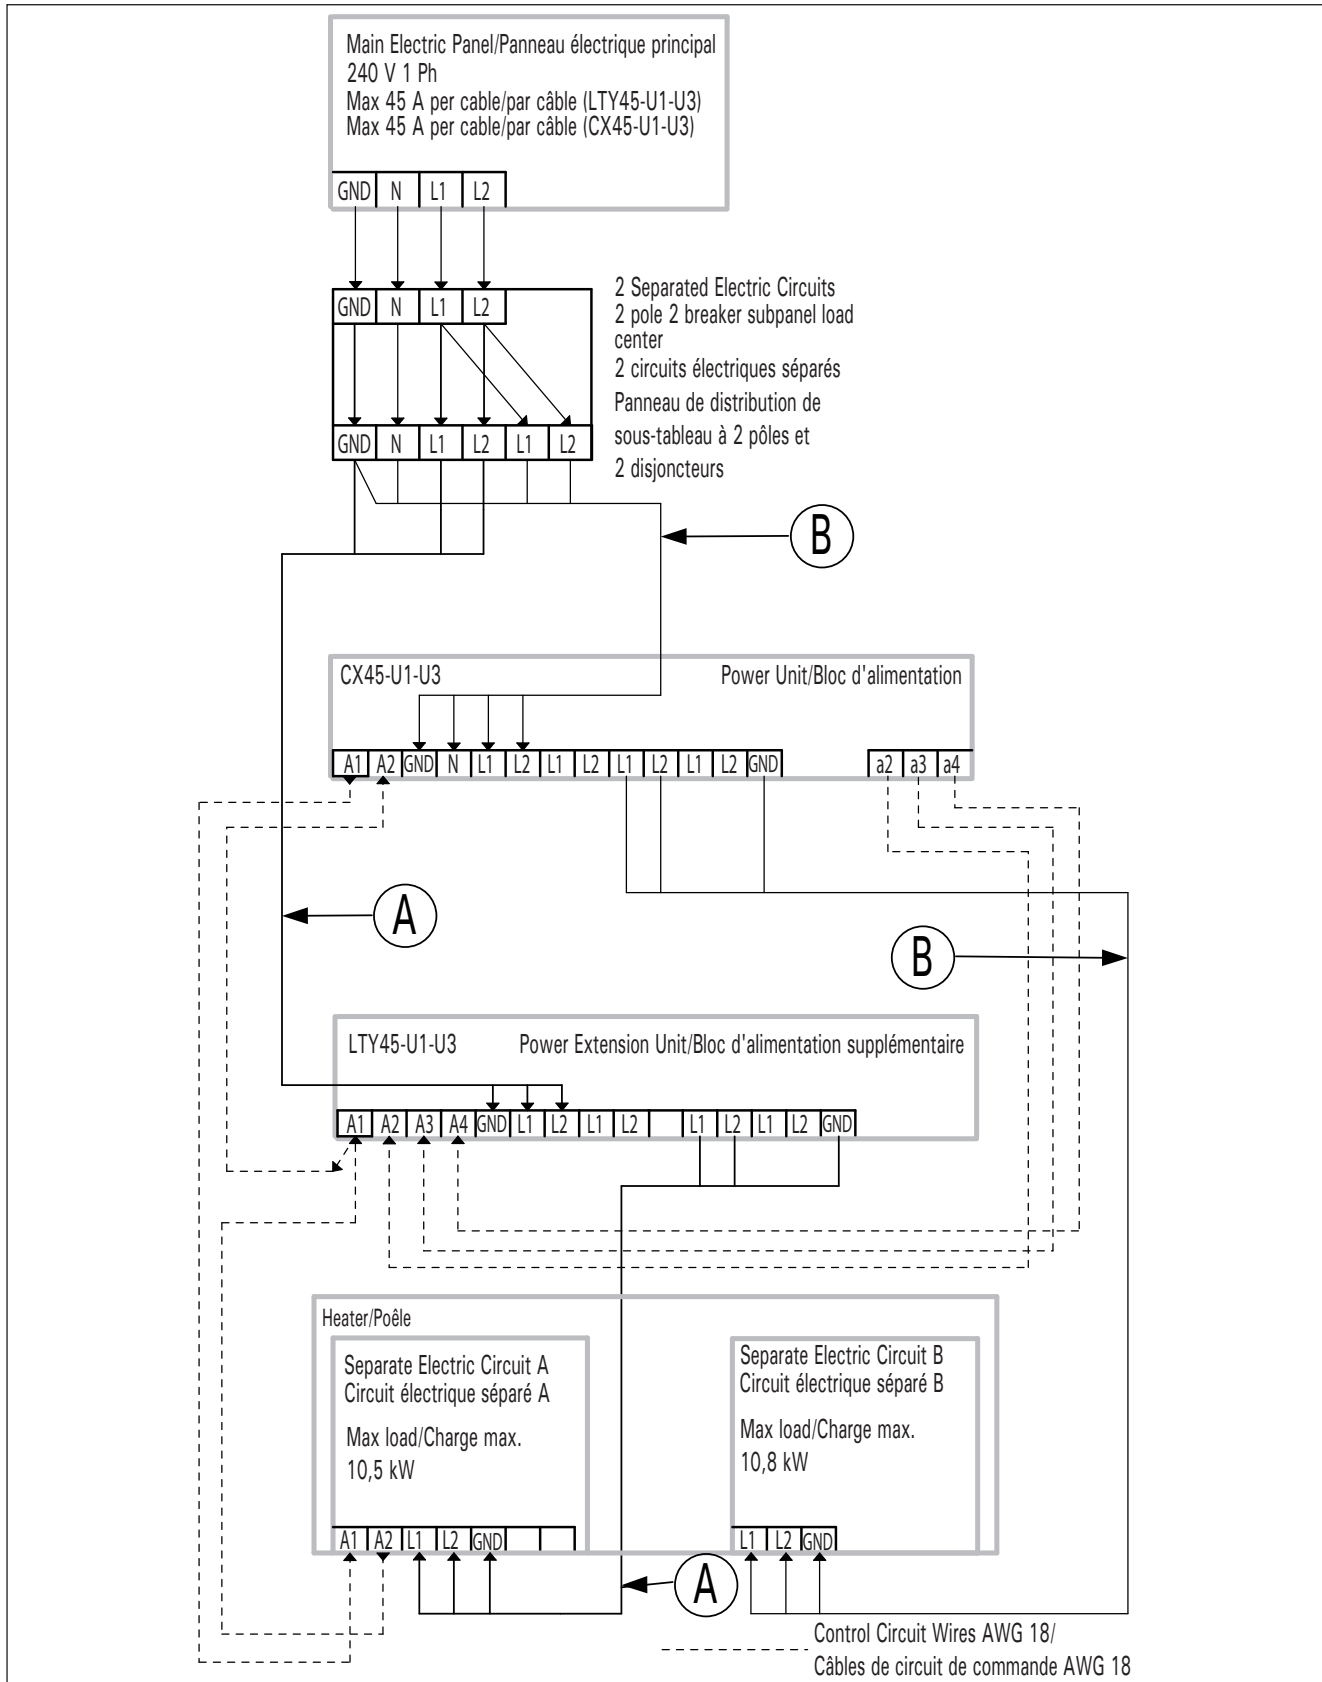 Main Electric Panel/Panneau électrique principal
240 V 1 Ph
Max 45 A per cable/par câble (LTY45-U1-U3)
Max 45 A per cable/par câble (CX45-U1-U3)
GND N L1 L2
GND N L1 L2
2 Separated Electric Circuits
2 pole 2 breaker subpanel load
center
2 circuits électriques séparés
Panneau de distribution de
sous-tableau à 2 pôles et
2 disjoncteurs
GND N L1 L2 L1 L2
B
CX45-U1-U3 Power Unit/Bloc d'alimentation
A1 A2 GND N L1 L2 L1 L2 L1 L2 L1 L2 GND a2 a3 a4
A
B
LTY45-U1-U3 Power Extension Unit/Bloc d'alimentation supplémentaire
A1 A2 A3 A4 GND L1 L2 L1 L2 L1 L2 L1 L2 GND
Heater/Poêle
Separate Electric Circuit A
Circuit électrique séparé A
Max load/Charge max.
10,5 kW
A1 A2 L1 L2 GND
Separate Electric Circuit B
Circuit électrique séparé B
Max load/Charge max.
10,8 kW
L1 L2 GND
A
Control Circuit Wires AWG 18/
Câbles de circuit de commande AWG 18